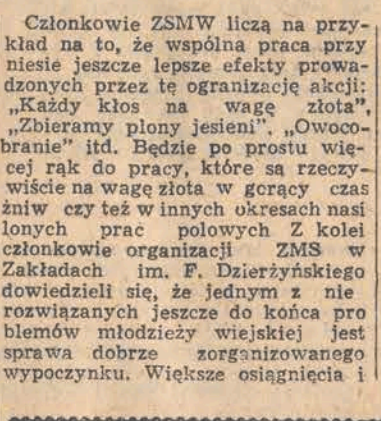 Członkowie ZSMW liczą na przy-
kład na to, że wspólna praca przy
niesie jeszcze lepsze efekty prowa-
dzonych przez tę ogranizację akcji:
„Każdy kłos na wagę złota”,
„Zbieramy plony jesieni”. „Owoco-
branie” itd. Będzie po prostu wię-
cej rąk do pracy, które są rzeczy-
wiście na wagę złota w gorący czas
żniw czy też w innych okresach nasi
lonych prac polowych Z kolei
członkowie organizacji ZMS w
Zakładach im. F. Dzierżyńskiego
dowiedzieli się, że jednym z nie
rozwiązanych jeszcze do końca pro
blemów młodzieży wiejskiej jest
sprawa dobrze zorganizowanego
wypoczynku. Większe osiągnięcia i